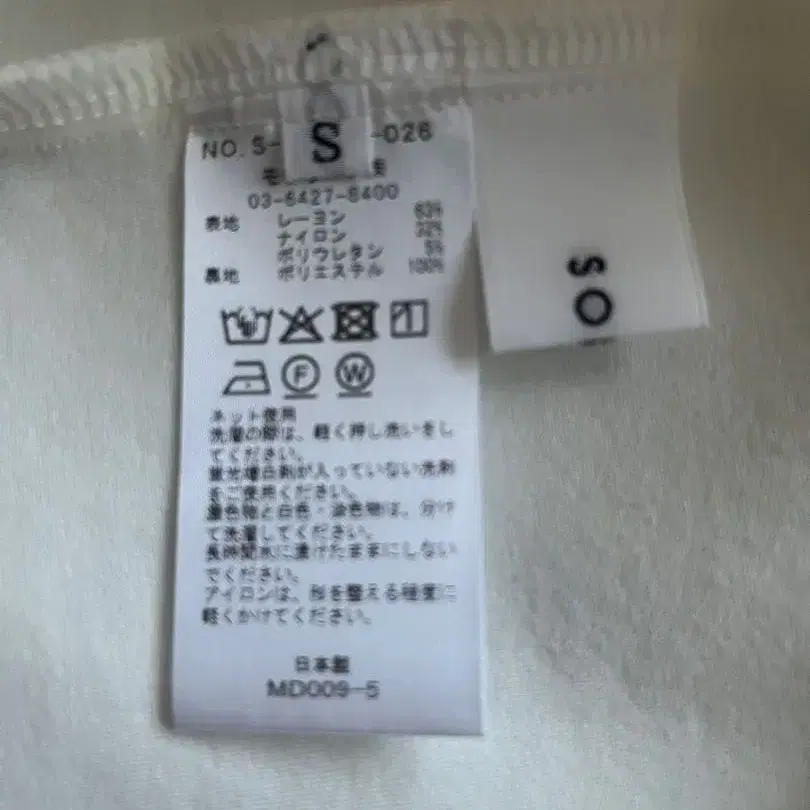 NO. S-
-026
S
03-6427-6400
表地 レーヨン 63%
ナイロン 32%
ポリウレタン 5%
裏地 ポリエステル 100%
F
W
ネット使用
洗濯の際は、軽く押し洗いをし
てください。
蛍光増白剤が入っていない洗剤
をご使用ください。
濃色物と白色・淡色物は、分け
て洗濯してください。
長時間水に漬けたままにしない
でください。
アイロンは、形を整える程度に
軽くかけてください。
日本製
MD009-5
SO